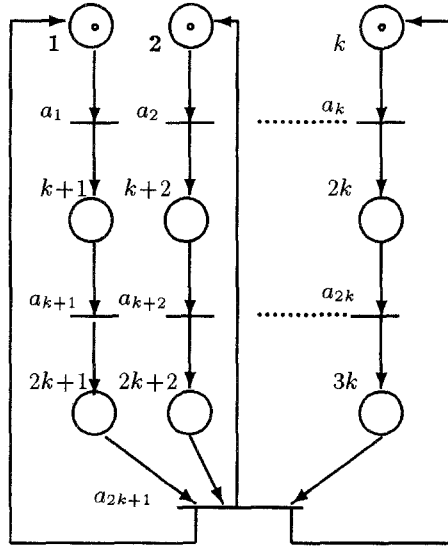 1 2 k
a₁ a₂ aₖ
k+1 k+2 2k
aₖ₊₁ aₖ₊₂ a₂ₖ
2k+1 2k+2 3k
a₂ₖ₊₁